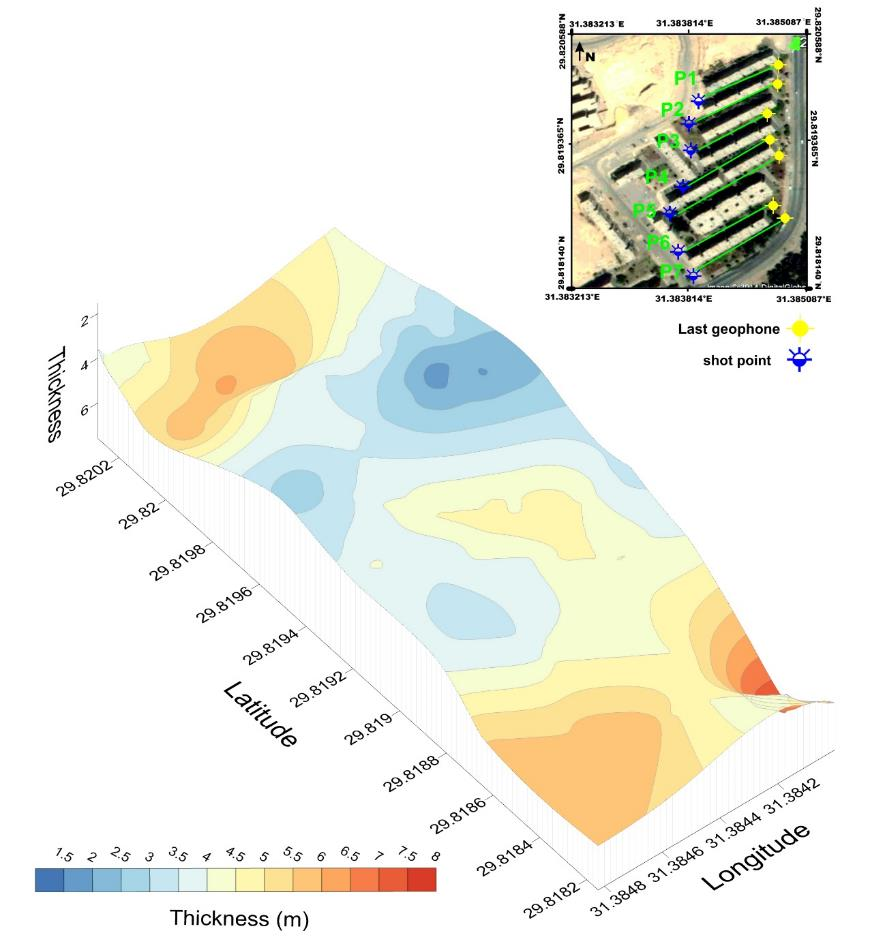 31.383213 °E 31.383814°E 31.385087 °E
29.820588°N
29.820588°N
N
P1
P2
P3
P4
P5
P6
P7
29.819365°N
29.819365°N
29.818140°N
29.818140°N
31.383213°E 31.383814°E 31.385087°E
Last geophone
shot point
Thickness
2
4
6
29.8202
29.82
29.8198
29.8196
29.8194
29.8192
29.819
29.8188
29.8186
29.8184
29.8182
Latitude
31.3848 31.3846 31.3844 31.3842
Longitude
1.5 2 2.5 3 3.5 4 4.5 5 5.5 6 6.5 7 7.5 8
Thickness (m)